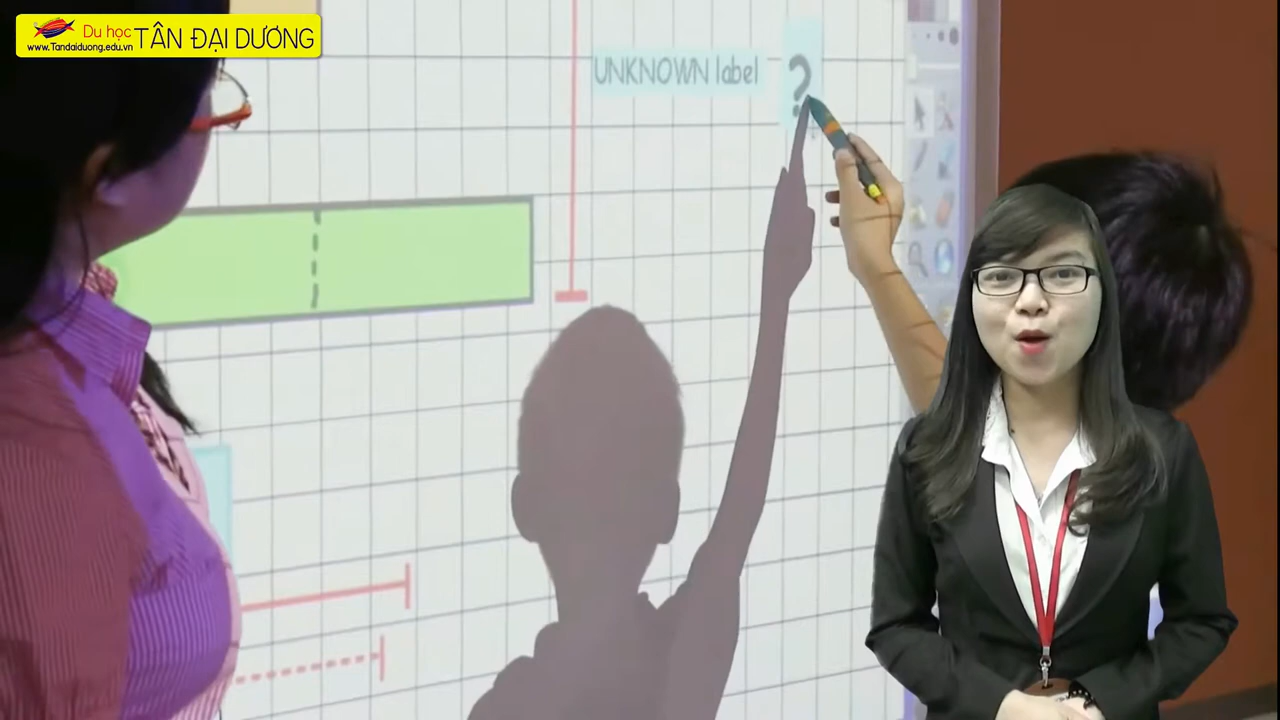 Du học
www.Tandaiduong.edu.vn
TÂN ĐẠI DƯƠNG
UNKNOWN label
?